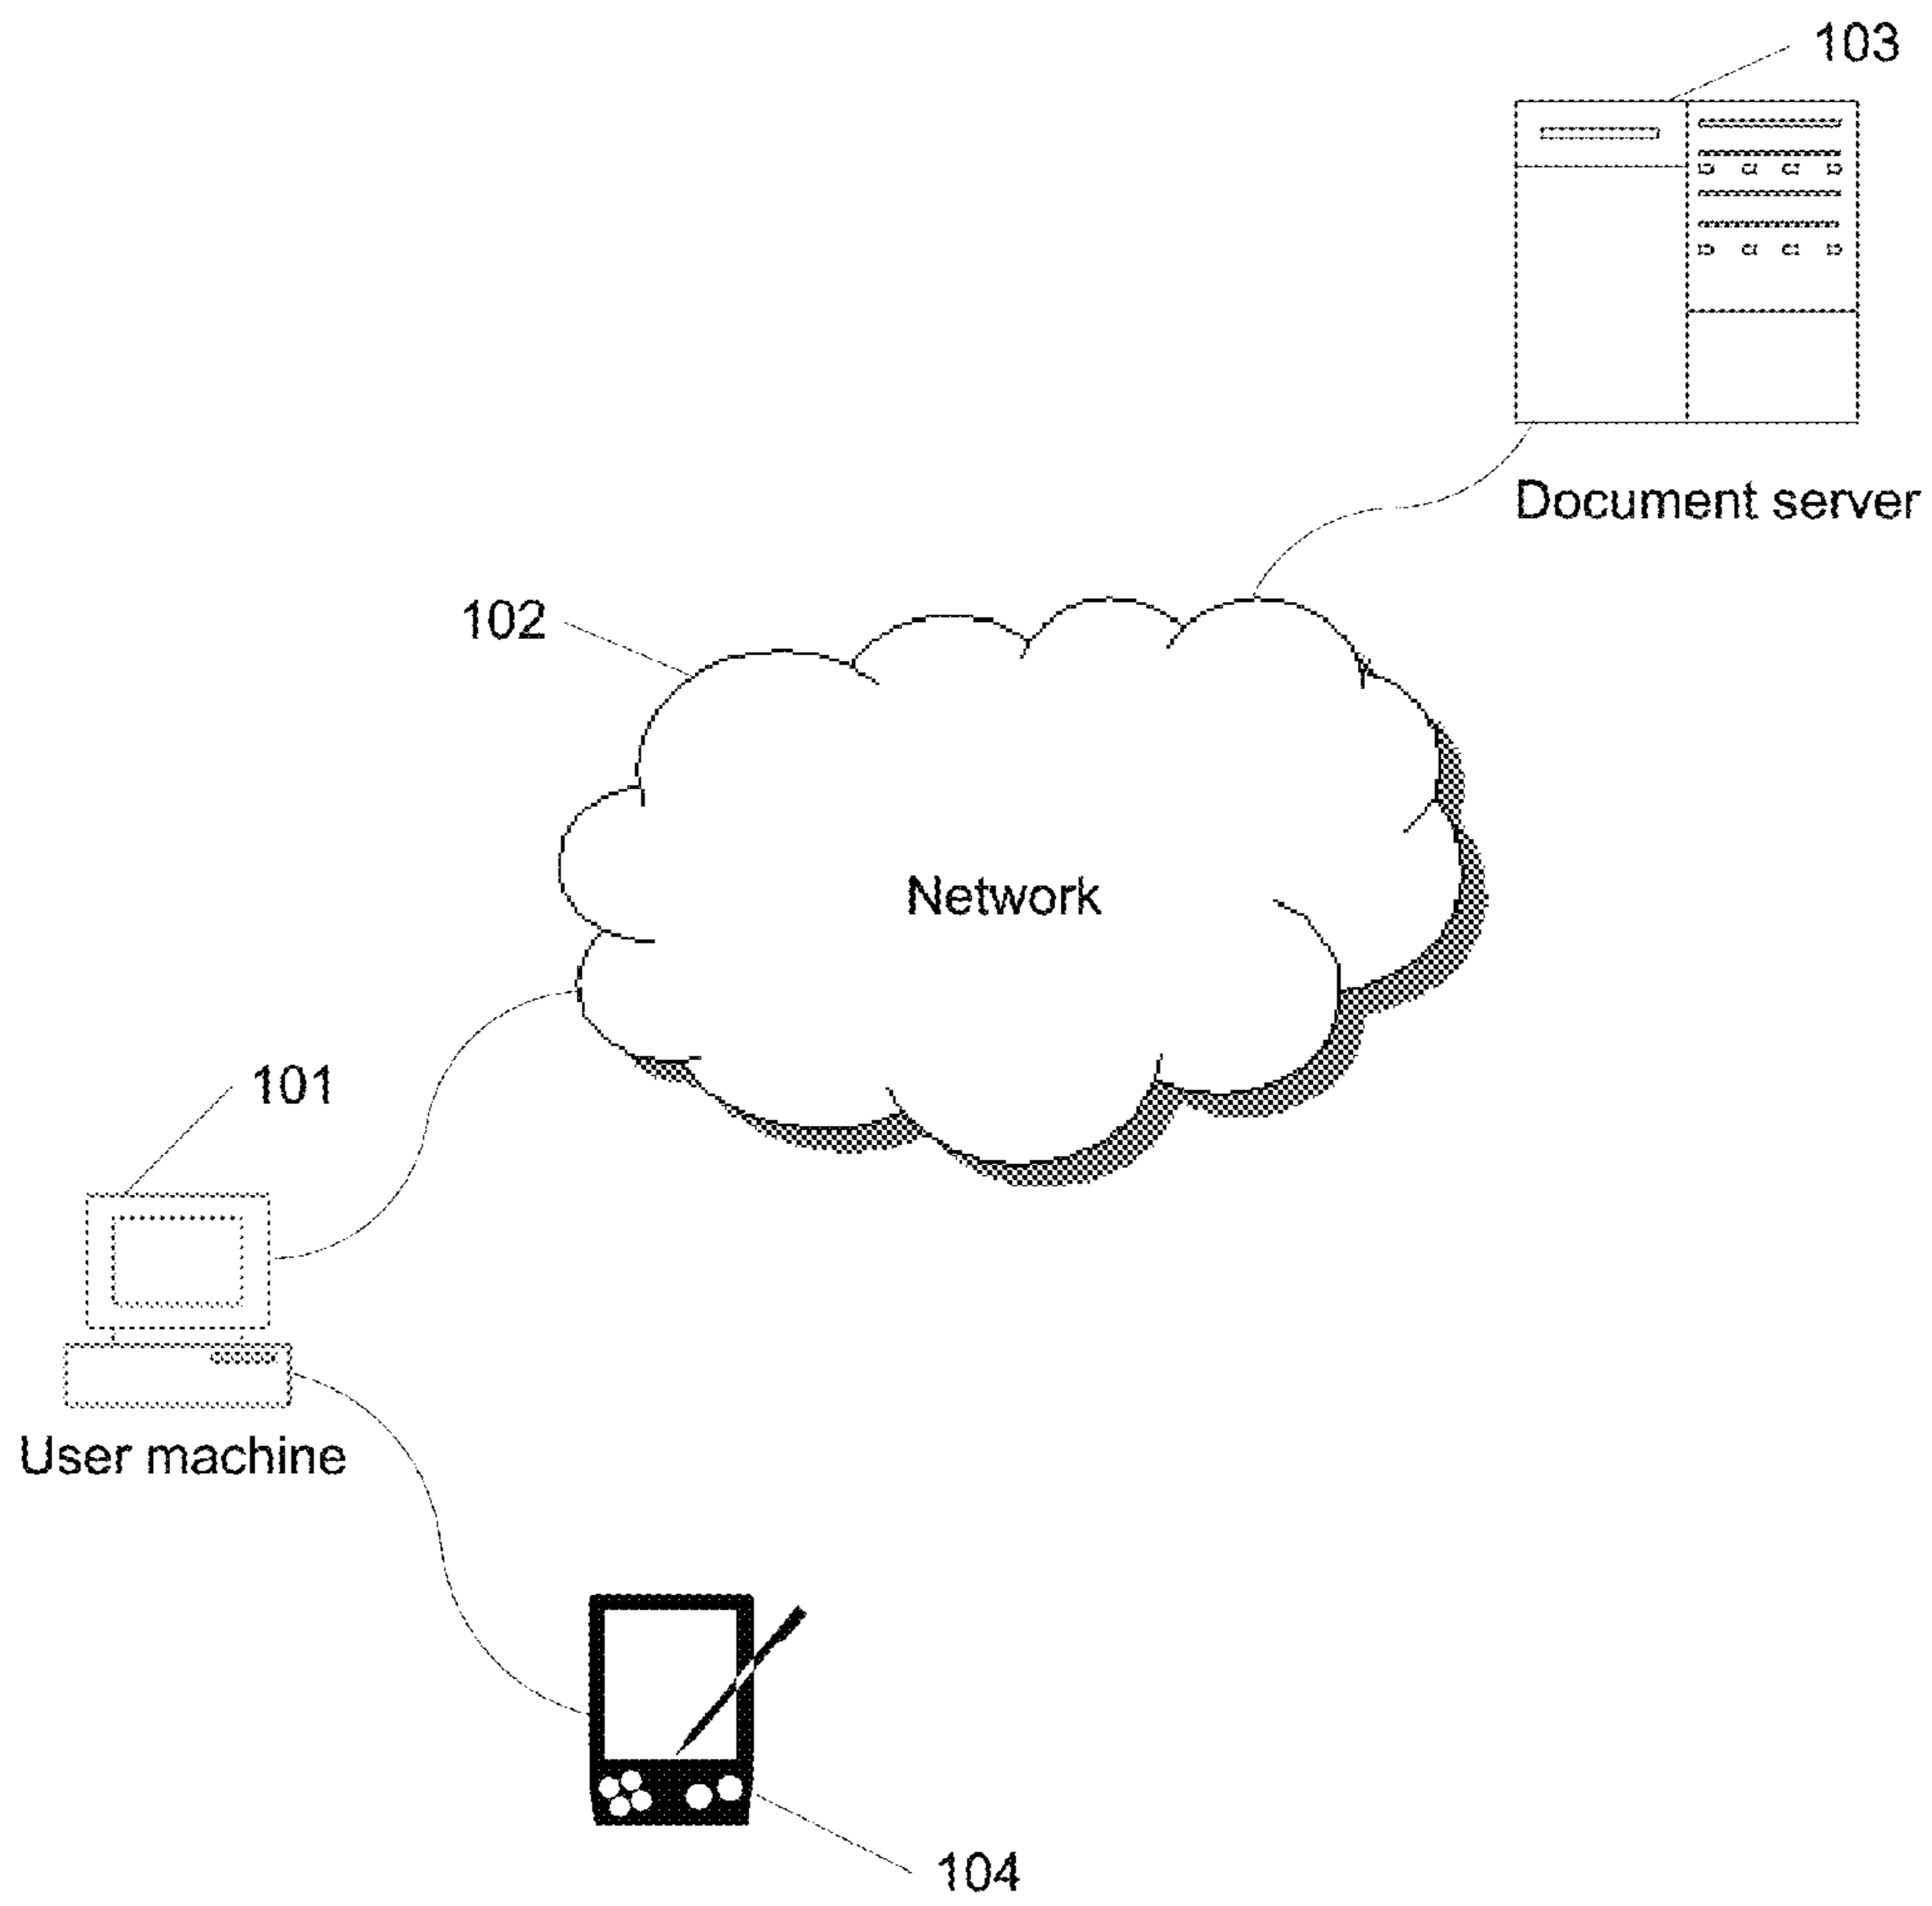 103
Document server
102
Network
101
User machine
104